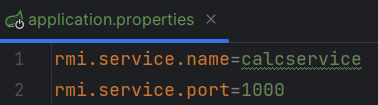 application.properties
1 rmi.service.name=calcservice
2 rmi.service.port=1000